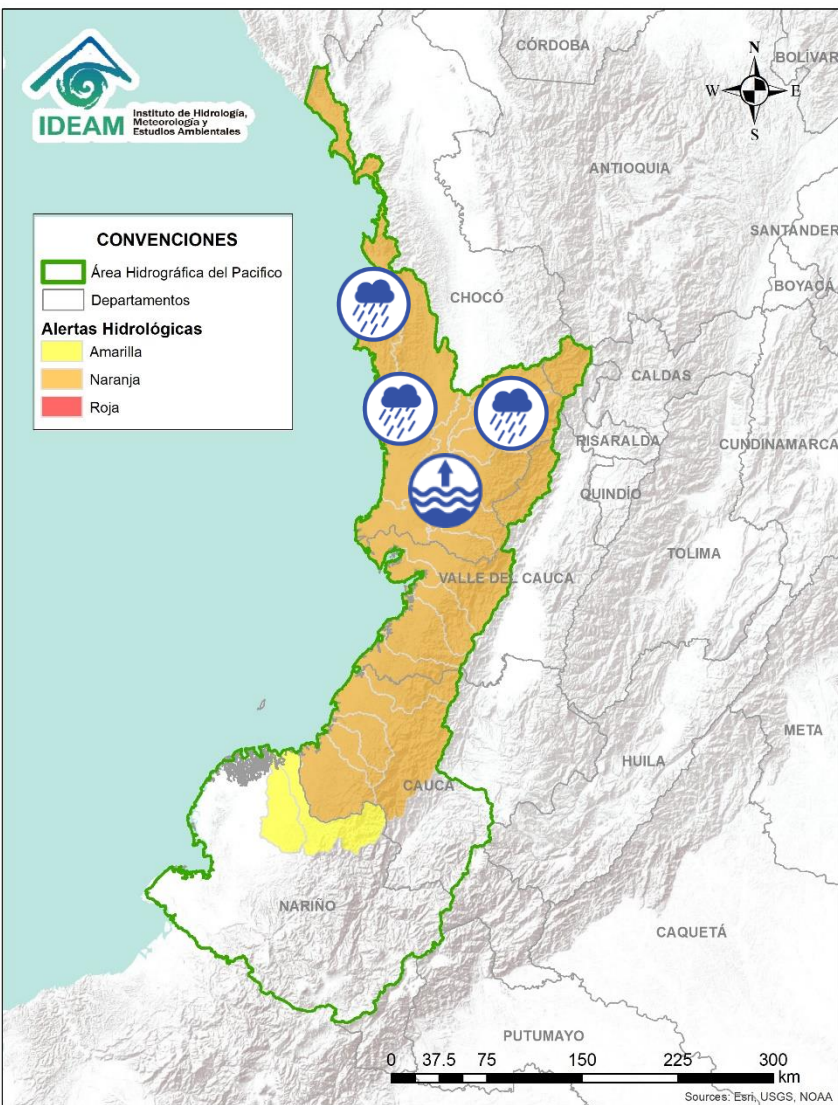 IDEAM
Instituto de Hidrología,
Meteorología y
Estudios Ambientales
N
W
E
S
CÓRDOBA
BOLÍVAR
ANTIOQUIA
SANTANDER
BOYACÁ
CONVENCIONES
Área Hidrográfica del Pacifico
Departamentos
Alertas Hidrológicas
Amarilla
Naranja
Roja
CHOCÓ
CALDAS
RISARALDA
CUNDINAMARCA
QUINDÍO
TOLIMA
VALLE DEL CAUCA
META
HUILA
CAUCA
NARIÑO
CAQUETÁ
PUTUMAYO
0 37.5 75 150 225 300
km
Sources: Esri, USGS, NOAA